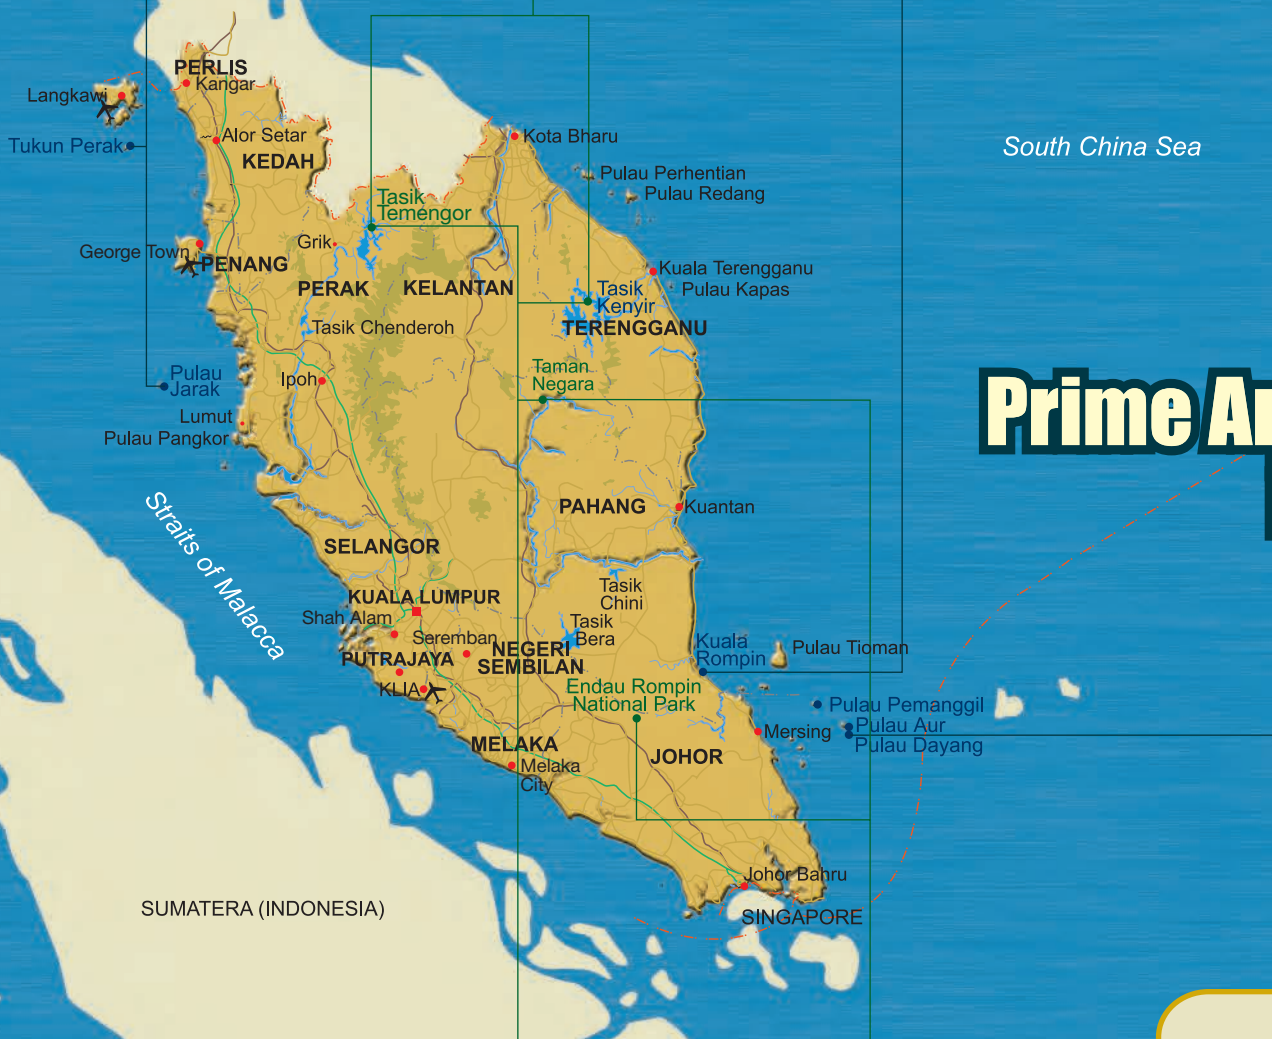 PERLIS
Kangar
Langkawi
Alor Setar
Tukun Perak
KEDAH
Kota Bharu
South China Sea
Pulau Perhentian
Pulau Redang
Tasik
Temengor
George Town
Grik
PENANG
Kuala Terengganu
Pulau Kapas
PERAK
KELANTAN
Tasik
Kenyir
TERENGGANU
Tasik Chenderoh
Pulau
Jarak
Ipoh
Taman
Negara
Prime
Lumut
Pulau Pangkor
Straits of Malacca
PAHANG
Kuantan
SELANGOR
KUALA LUMPUR
Shah Alam
Tasik
Chini
Tasik
Bera
Seremban
NEGERI
SEMBILAN
PUTRAJAYA
KLIA
Kuala
Rompin
Pulau Tioman
Endau Rompin
National Park
Pulau Pemanggil
Pulau Aur
Pulau Dayang
Mersing
MELAKA
Melaka
City
JOHOR
Johor Bahru
SINGAPORE
SUMATERA (INDONESIA)